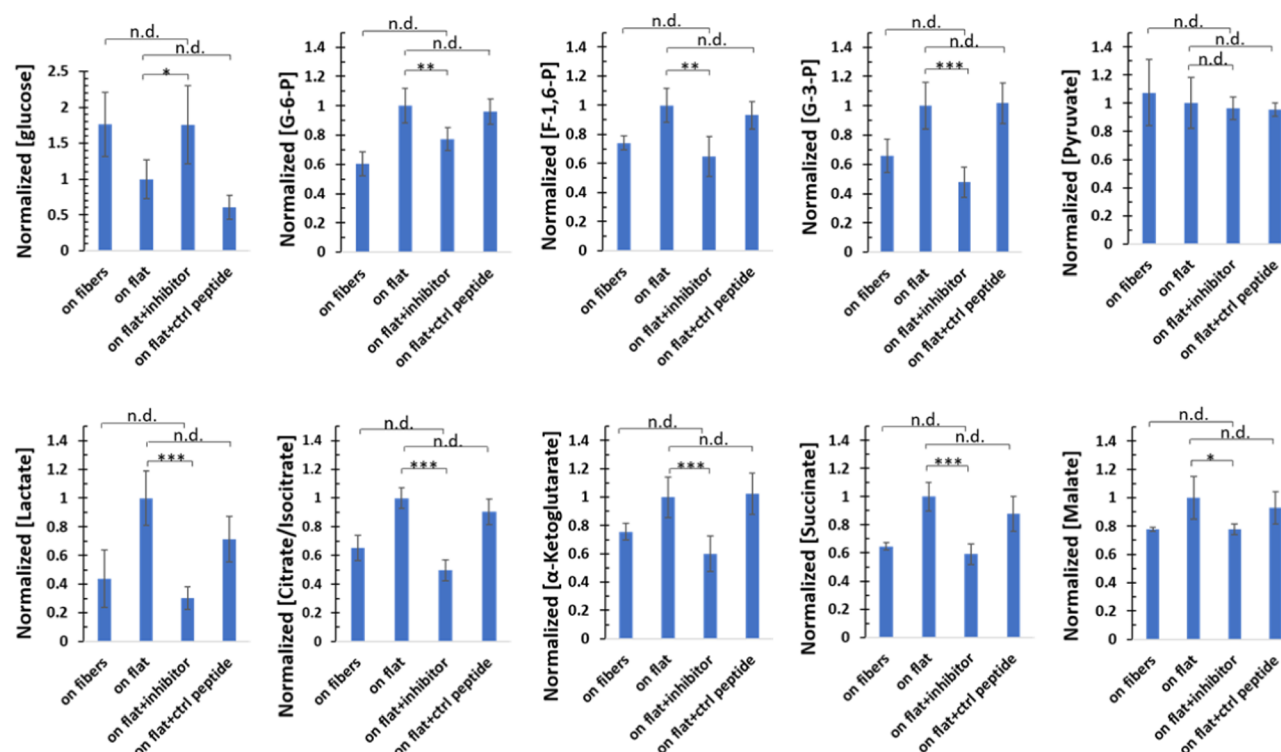 n.d.
n.d.
*
Normalized [glucose]
2.5
2
1.5
1
0.5
0
on fibers
on flat
on flat+inhibitor
on flat+ctrl peptide
n.d.
n.d.
**
Normalized [G-6-P]
1.4
1.2
1
0.8
0.6
0.4
0.2
0
on fibers
on flat
on flat+inhibitor
on flat+ctrl peptide
n.d.
n.d.
**
Normalized [F-1,6-P]
1.4
1.2
1
0.8
0.6
0.4
0.2
0
on fibers
on flat
on flat+inhibitor
on flat+ctrl peptide
n.d.
n.d.
***
Normalized [G-3-P]
1.4
1.2
1
0.8
0.6
0.4
0.2
0
on fibers
on flat
on flat+inhibitor
on flat+ctrl peptide
n.d.
n.d.
n.d.
Normalized [Pyruvate]
1.4
1.2
1
0.8
0.6
0.4
0.2
0
on fibers
on flat
on flat+inhibitor
on flat+ctrl peptide
n.d.
n.d.
***
Normalized [Lactate]
1.4
1.2
1
0.8
0.6
0.4
0.2
0
on fibers
on flat
on flat+inhibitor
on flat+ctrl peptide
n.d.
n.d.
***
Normalized [Citrate/Isocitrate]
1.4
1.2
1
0.8
0.6
0.4
0.2
0
on fibers
on flat
on flat+inhibitor
on flat+ctrl peptide
n.d.
n.d.
***
Normalized [α-Ketoglutarate]
1.4
1.2
1
0.8
0.6
0.4
0.2
0
on fibers
on flat
on flat+inhibitor
on flat+ctrl peptide
n.d.
n.d.
***
Normalized [Succinate]
1.4
1.2
1
0.8
0.6
0.4
0.2
0
on fibers
on flat
on flat+inhibitor
on flat+ctrl peptide
n.d.
n.d.
*
Normalized [Malate]
1.4
1.2
1
0.8
0.6
0.4
0.2
0
on fibers
on flat
on flat+inhibitor
on flat+ctrl peptide